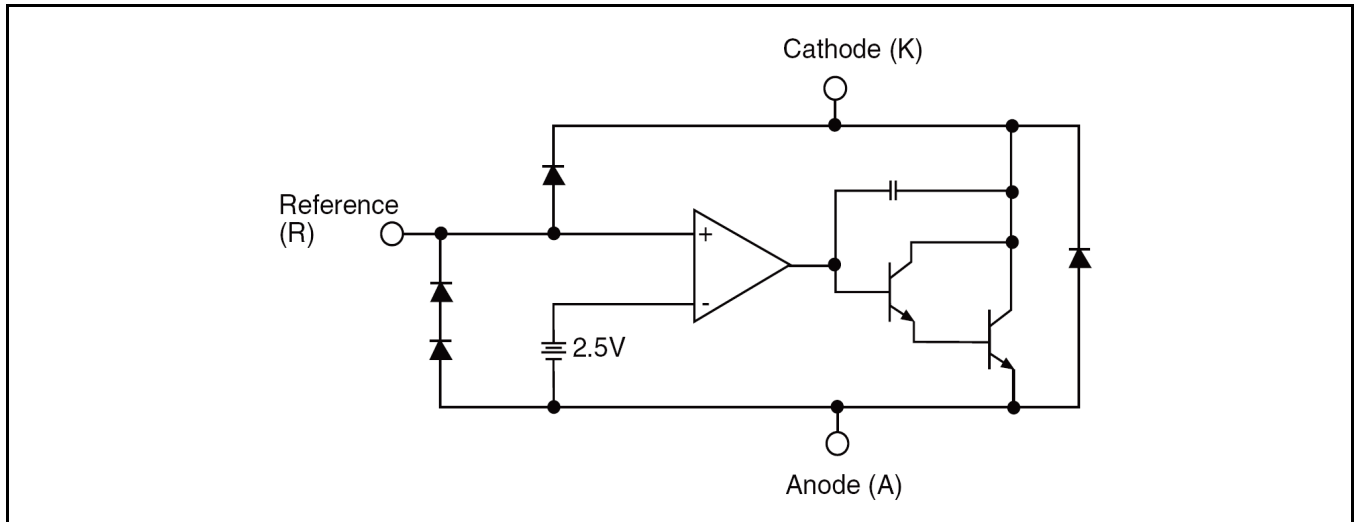 Cathode (K)
Reference
(R)
+
-
2.5V
Anode (A)